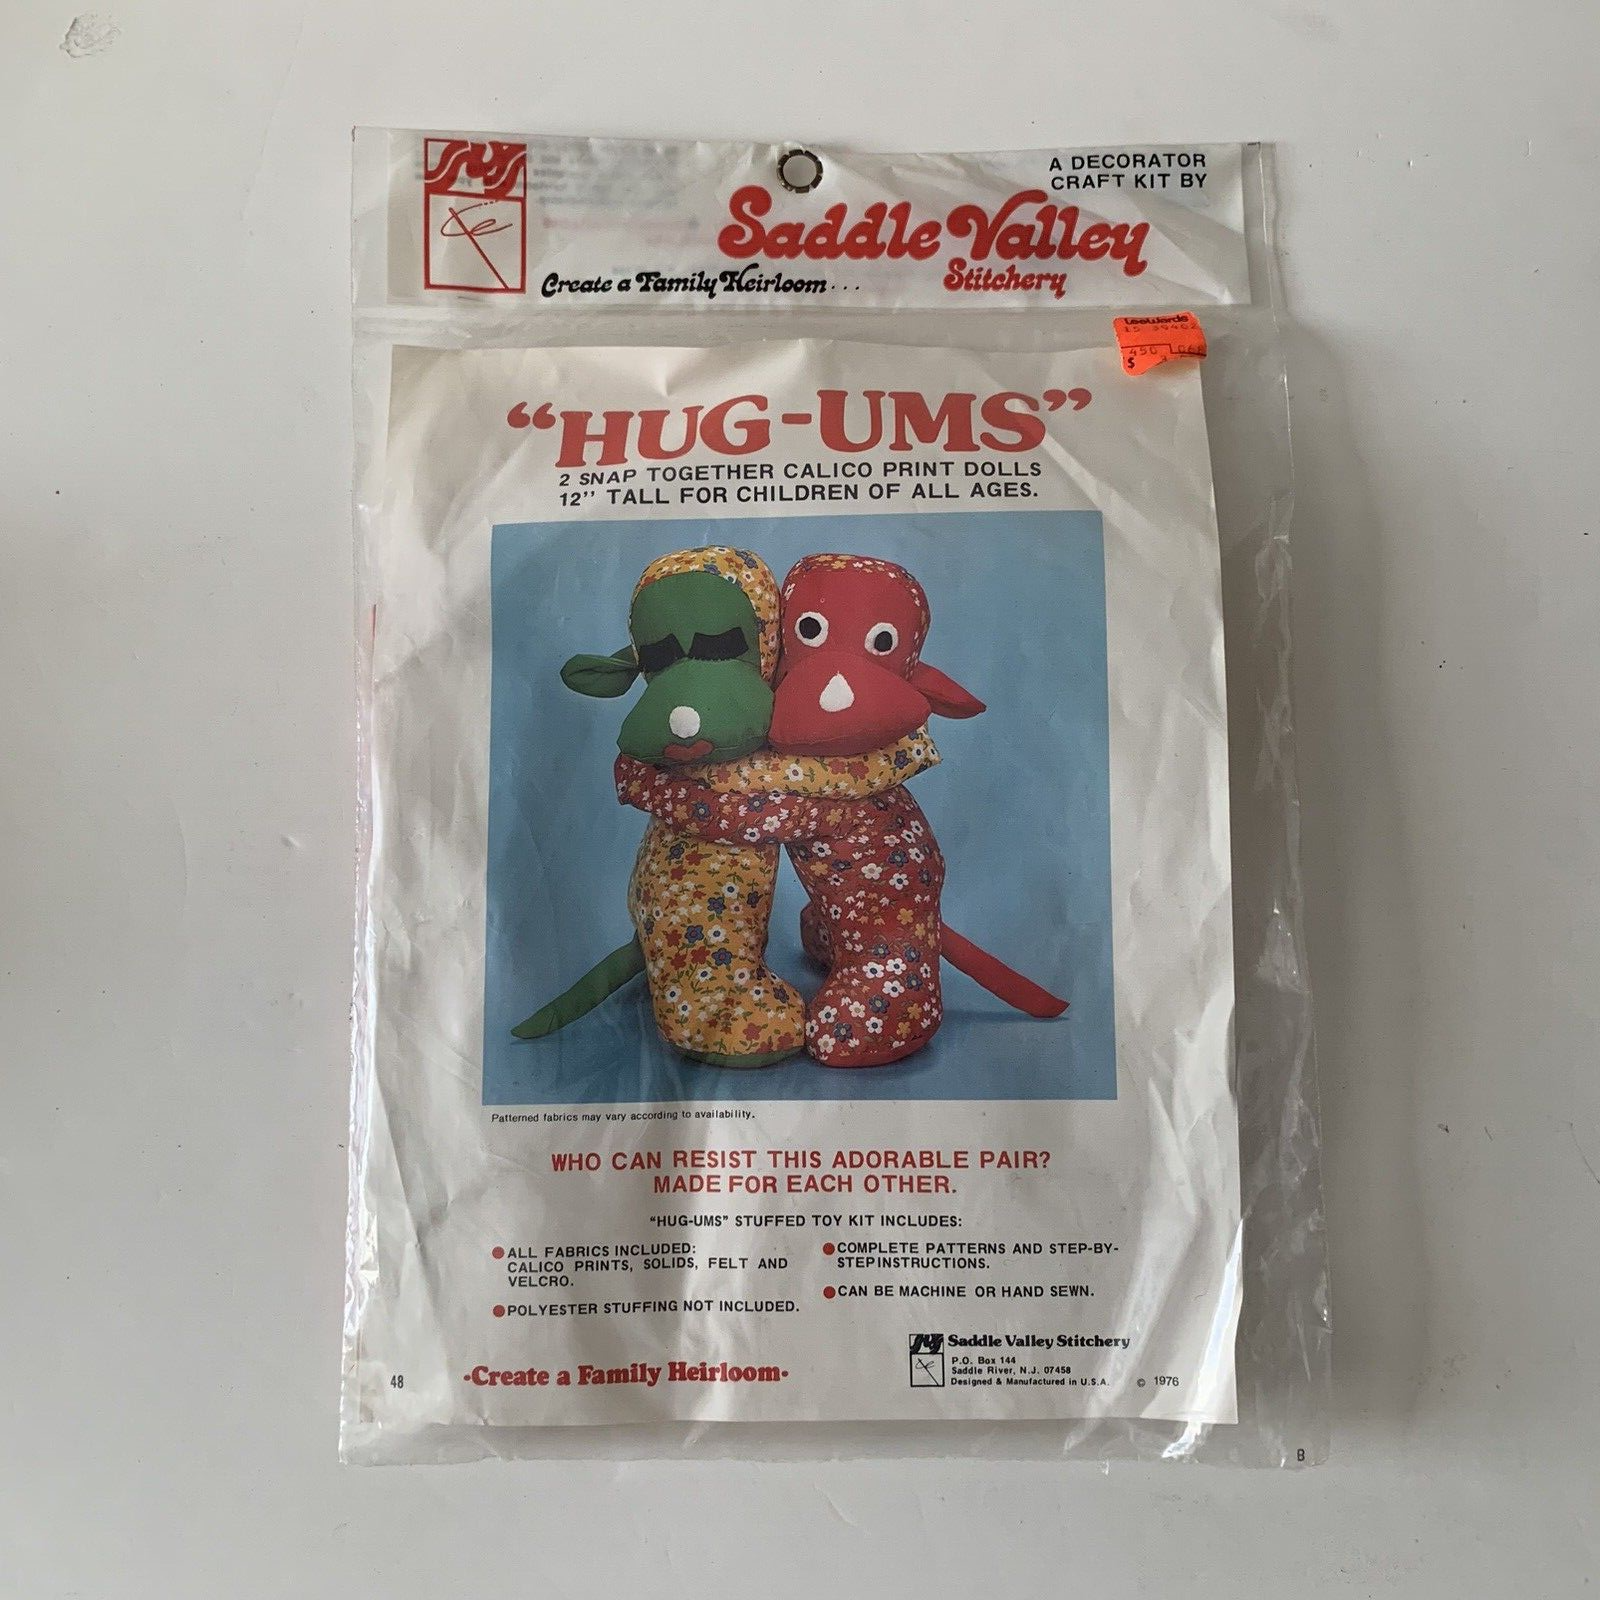 A DECORATOR
CRAFT KIT BY
Saddle Valley
Stitchery
Create a Family Heirloom...
LeeWards
"HUG-UMS"
2 SNAP TOGETHER CALICO PRINT DOLLS
12" TALL FOR CHILDREN OF ALL AGES.
Patterned fabrics may vary according to availability.
WHO CAN RESIST THIS ADORABLE PAIR?
MADE FOR EACH OTHER.
"HUG-UMS" STUFFED TOY KIT INCLUDES:
●ALL FABRICS INCLUDED:
CALICO PRINTS, SOLIDS, FELT AND
VELCRO.
●POLYESTER STUFFING NOT INCLUDED.
●COMPLETE PATTERNS AND STEP-BY-
STEP INSTRUCTIONS.
●CAN BE MACHINE OR HAND SEWN.
Saddle Valley Stitchery
P.O. Box 144
Saddle River, N.J. 07458
Designed & Manufactured in U.S.A.
© 1976
48
·Create a Family Heirloom·
B